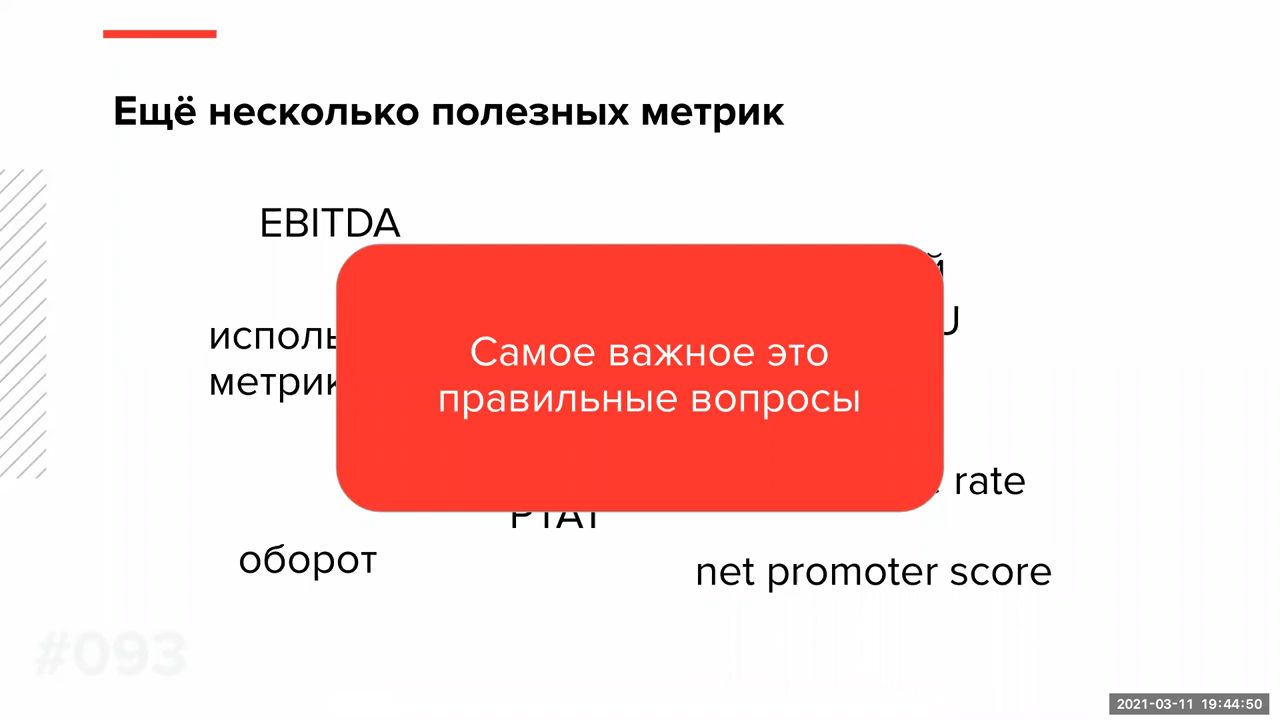 Ещё несколько полезных метрик
EBITDA
Самое важное это
правильные вопросы
rate
оборот
net promoter score
#093
2021-03-11 19:44:50